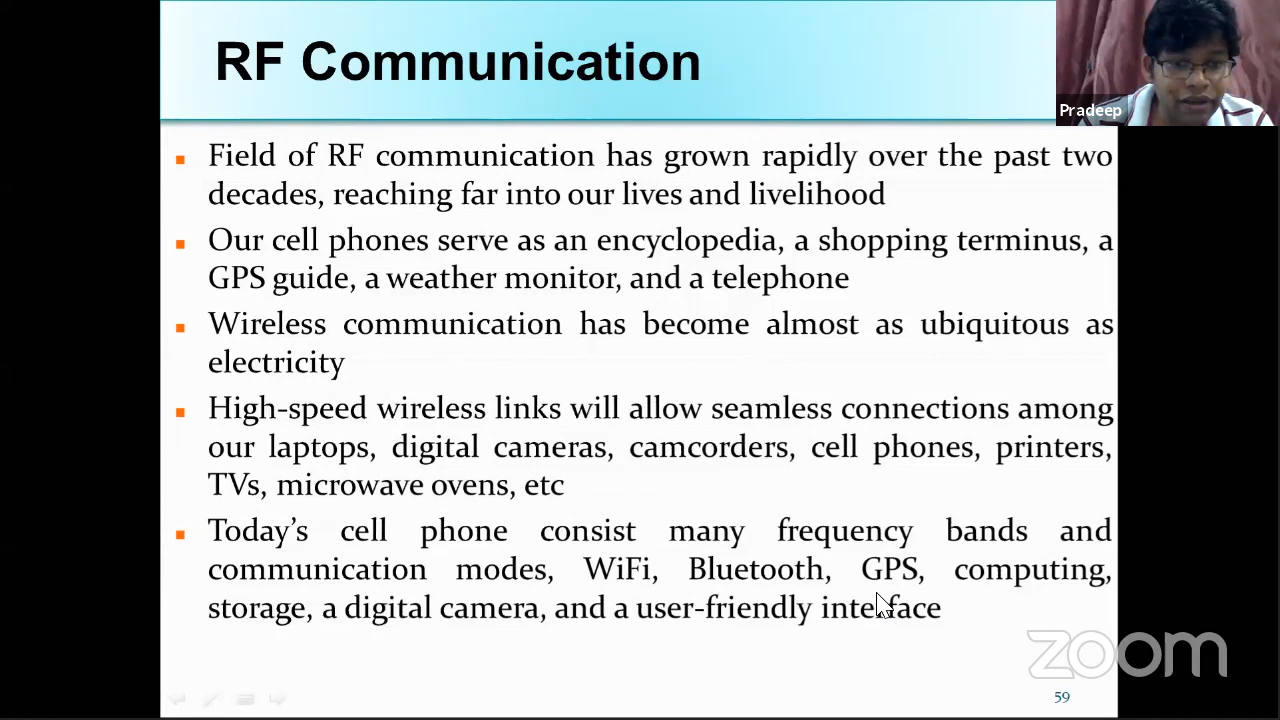 RF Communication
Pradeep
Field of RF communication has grown rapidly over the past two
decades, reaching far into our lives and livelihood
Our cell phones serve as an encyclopedia, a shopping terminus, a
GPS guide, a weather monitor, and a telephone
Wireless communication has become almost as ubiquitous as
electricity
High-speed wireless links will allow seamless connections among
our laptops, digital cameras, camcorders, cell phones, printers,
TVs, microwave ovens, etc
Today's cell phone consist many frequency bands and
communication modes, WiFi, Bluetooth, GPS, computing,
storage, a digital camera, and a user-friendly interface
zoom
59